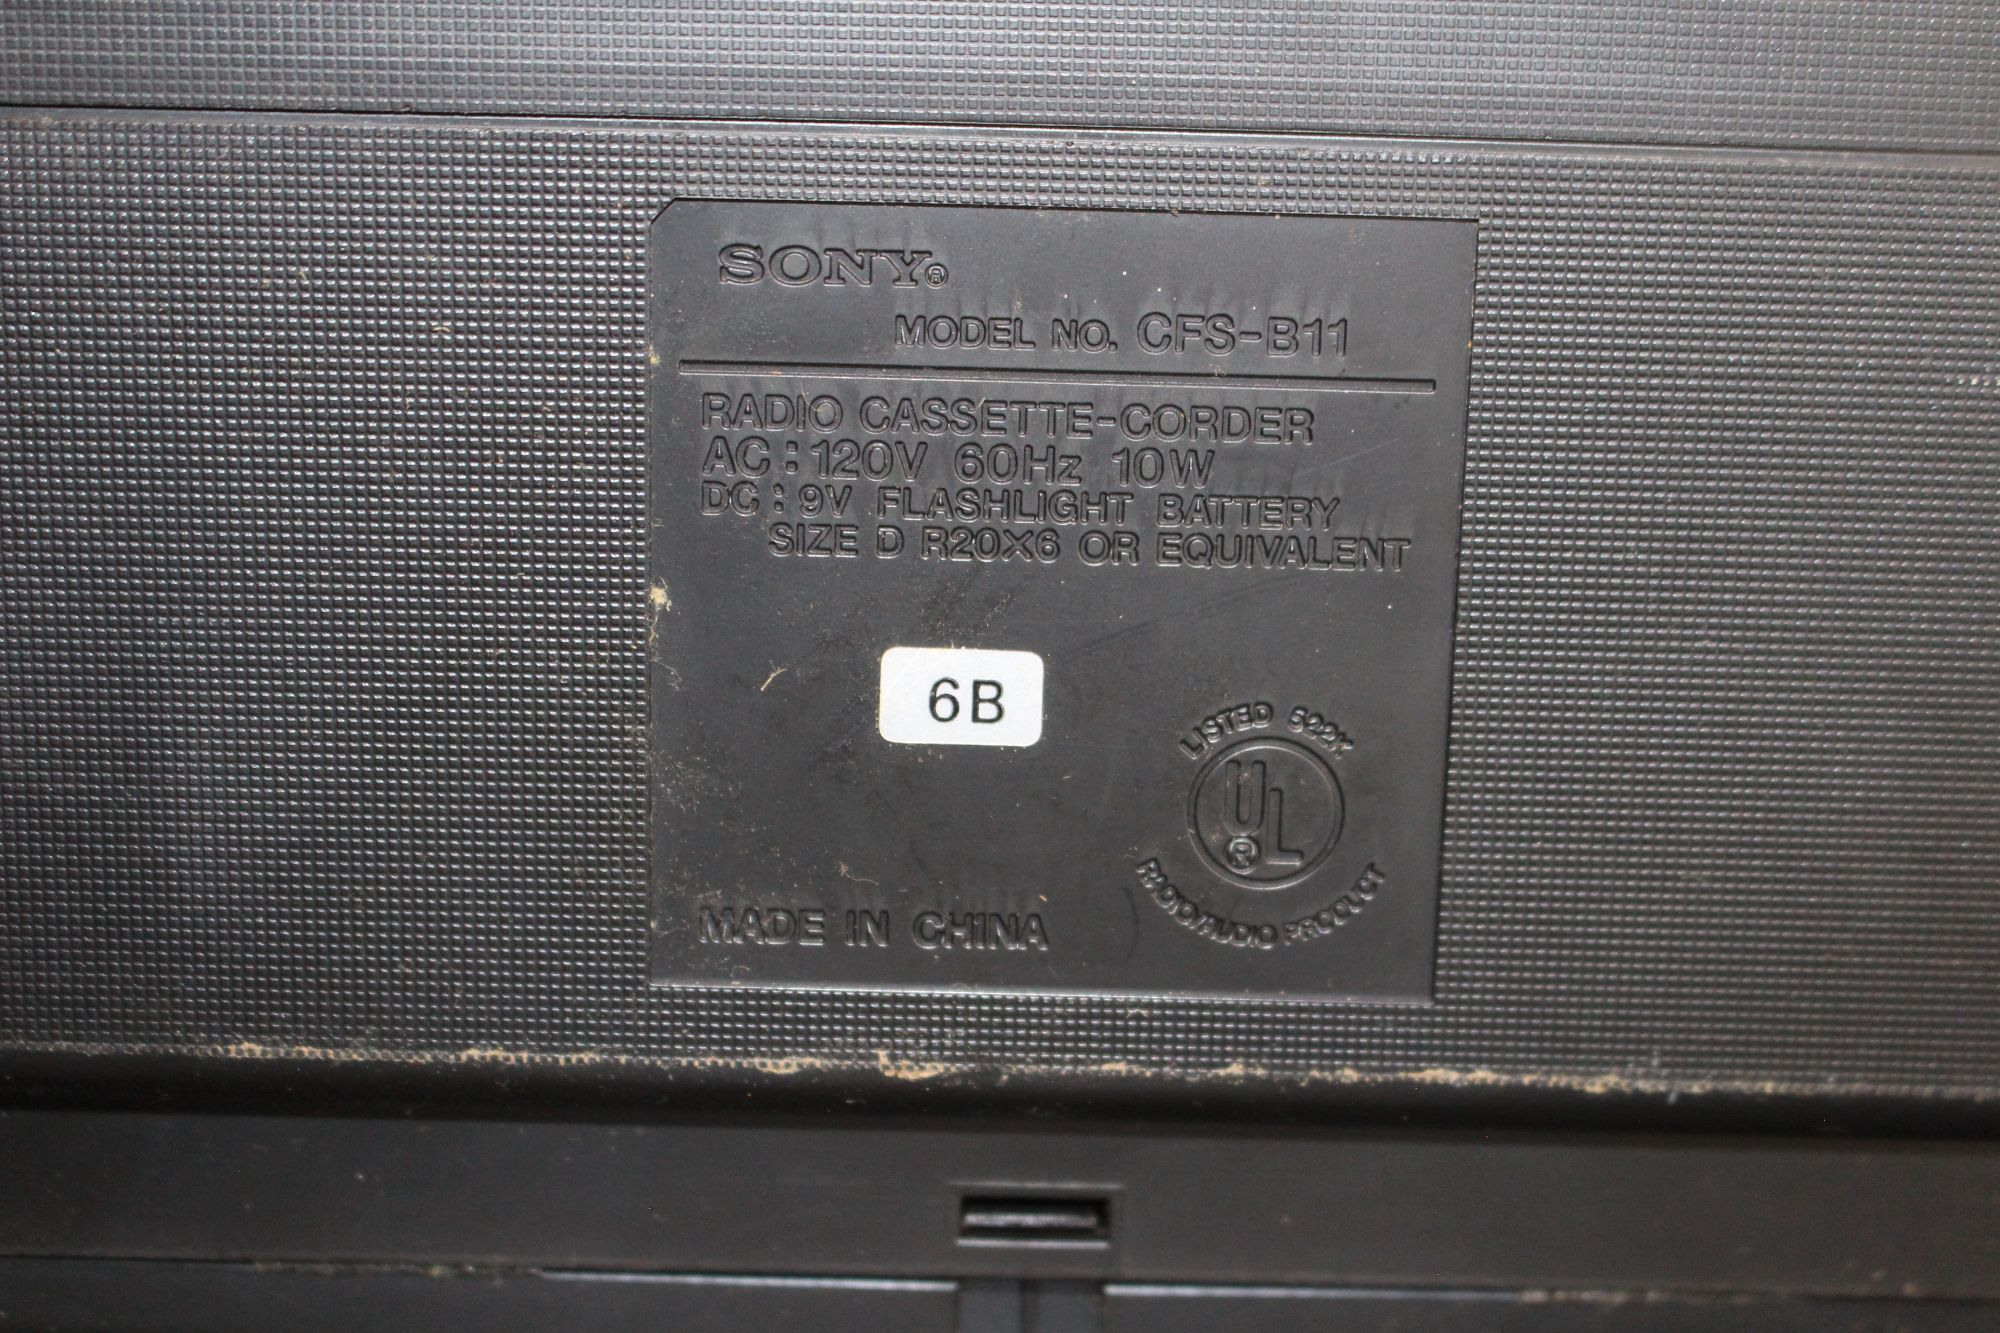 SONY®
MODEL NO. CFS-B11
RADIO CASSETTE-CORDER
AC : 120V 60Hz 10W
DC : 9V FLASHLIGHT BATTERY
SIZE D R20X6 OR EQUIVALENT
6B
LISTED 522K
UL®
RADIO/AUDIO PRODUCT
MADE IN CHINA